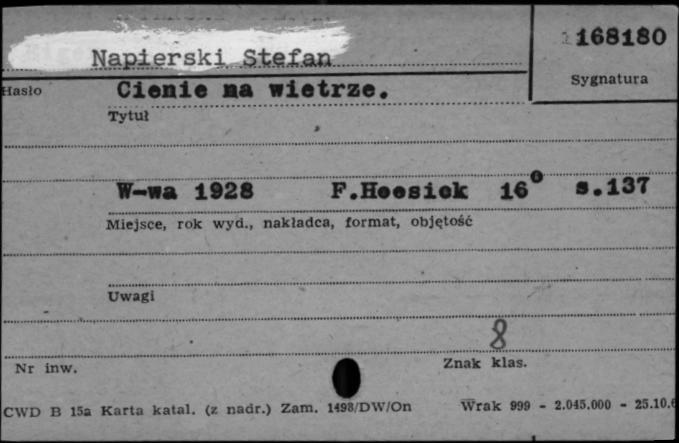 168180
Napierski Stefan
Sygnatura
Hasło
Cienie na wietrze.
Tytuł
W-wa 1928 F.Hoesick 16° s.137
Miejsce, rok wyd., nakładca, format, objętość
Uwagi
8
Nr inw.
Znak klas.
CWD B 15a Karta katal. (z nadr.) Zam. 1498/DW/On Wrak 999 - 2.045.000 - 25.10.6